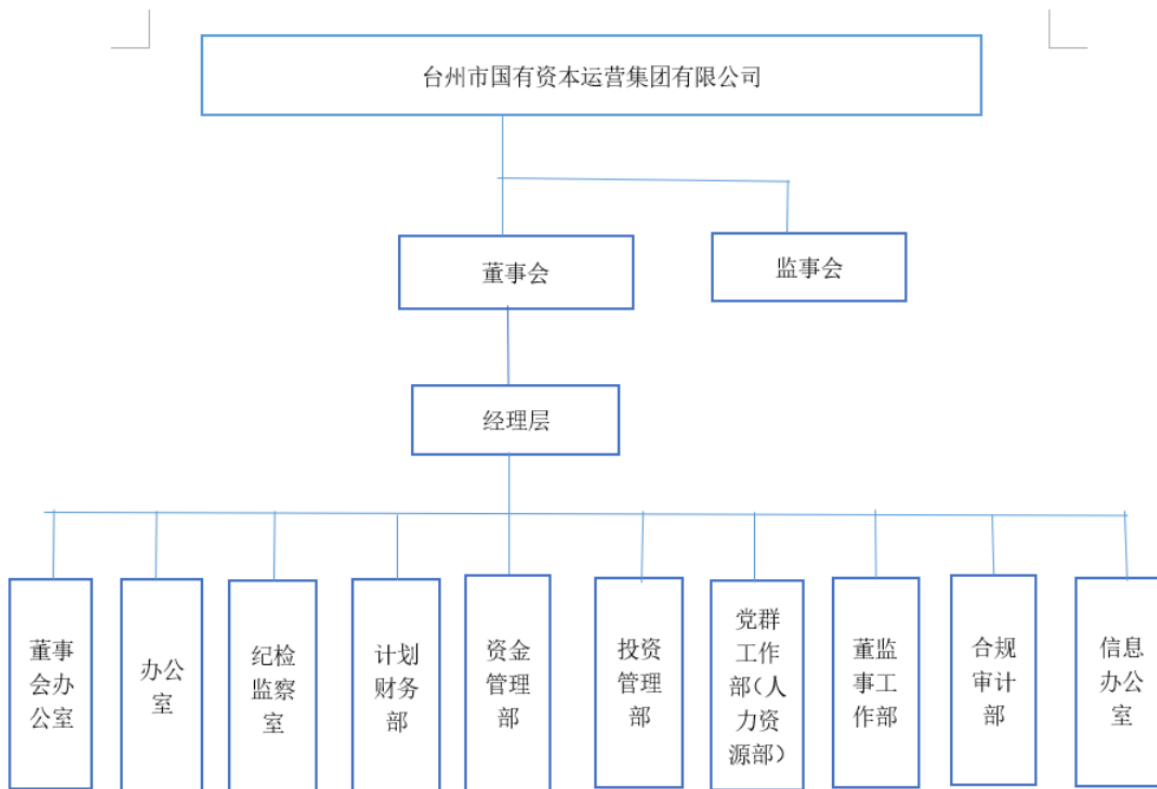 台州市国有资本运营集团有限公司
董事会
监事会
经理层
董事
会办
公室
办公
室
纪检
监察
室
计划
财务
部
资金
管理
部
投资
管理
部
党群
工作
部（人
力资
源部）
董监
事工
作部
合规
审计
部
信息
办公
室